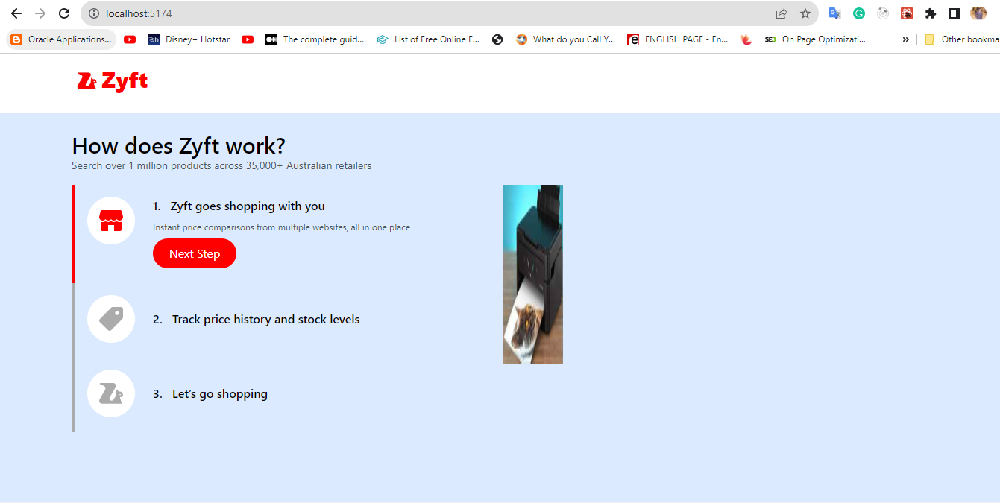 localhost:5174
Oracle Applications...
Disney+ Hotstar
The complete guid...
List of Free Online F...
What do you Call Y...
ENGLISH PAGE - En...
SEJ On Page Optimizati...
»
Other bookma
Zyft
How does Zyft work?
Search over 1 million products across 35,000+ Australian retailers
1. Zyft goes shopping with you
Instant price comparisons from multiple websites, all in one place
Next Step
2. Track price history and stock levels
3. Let's go shopping